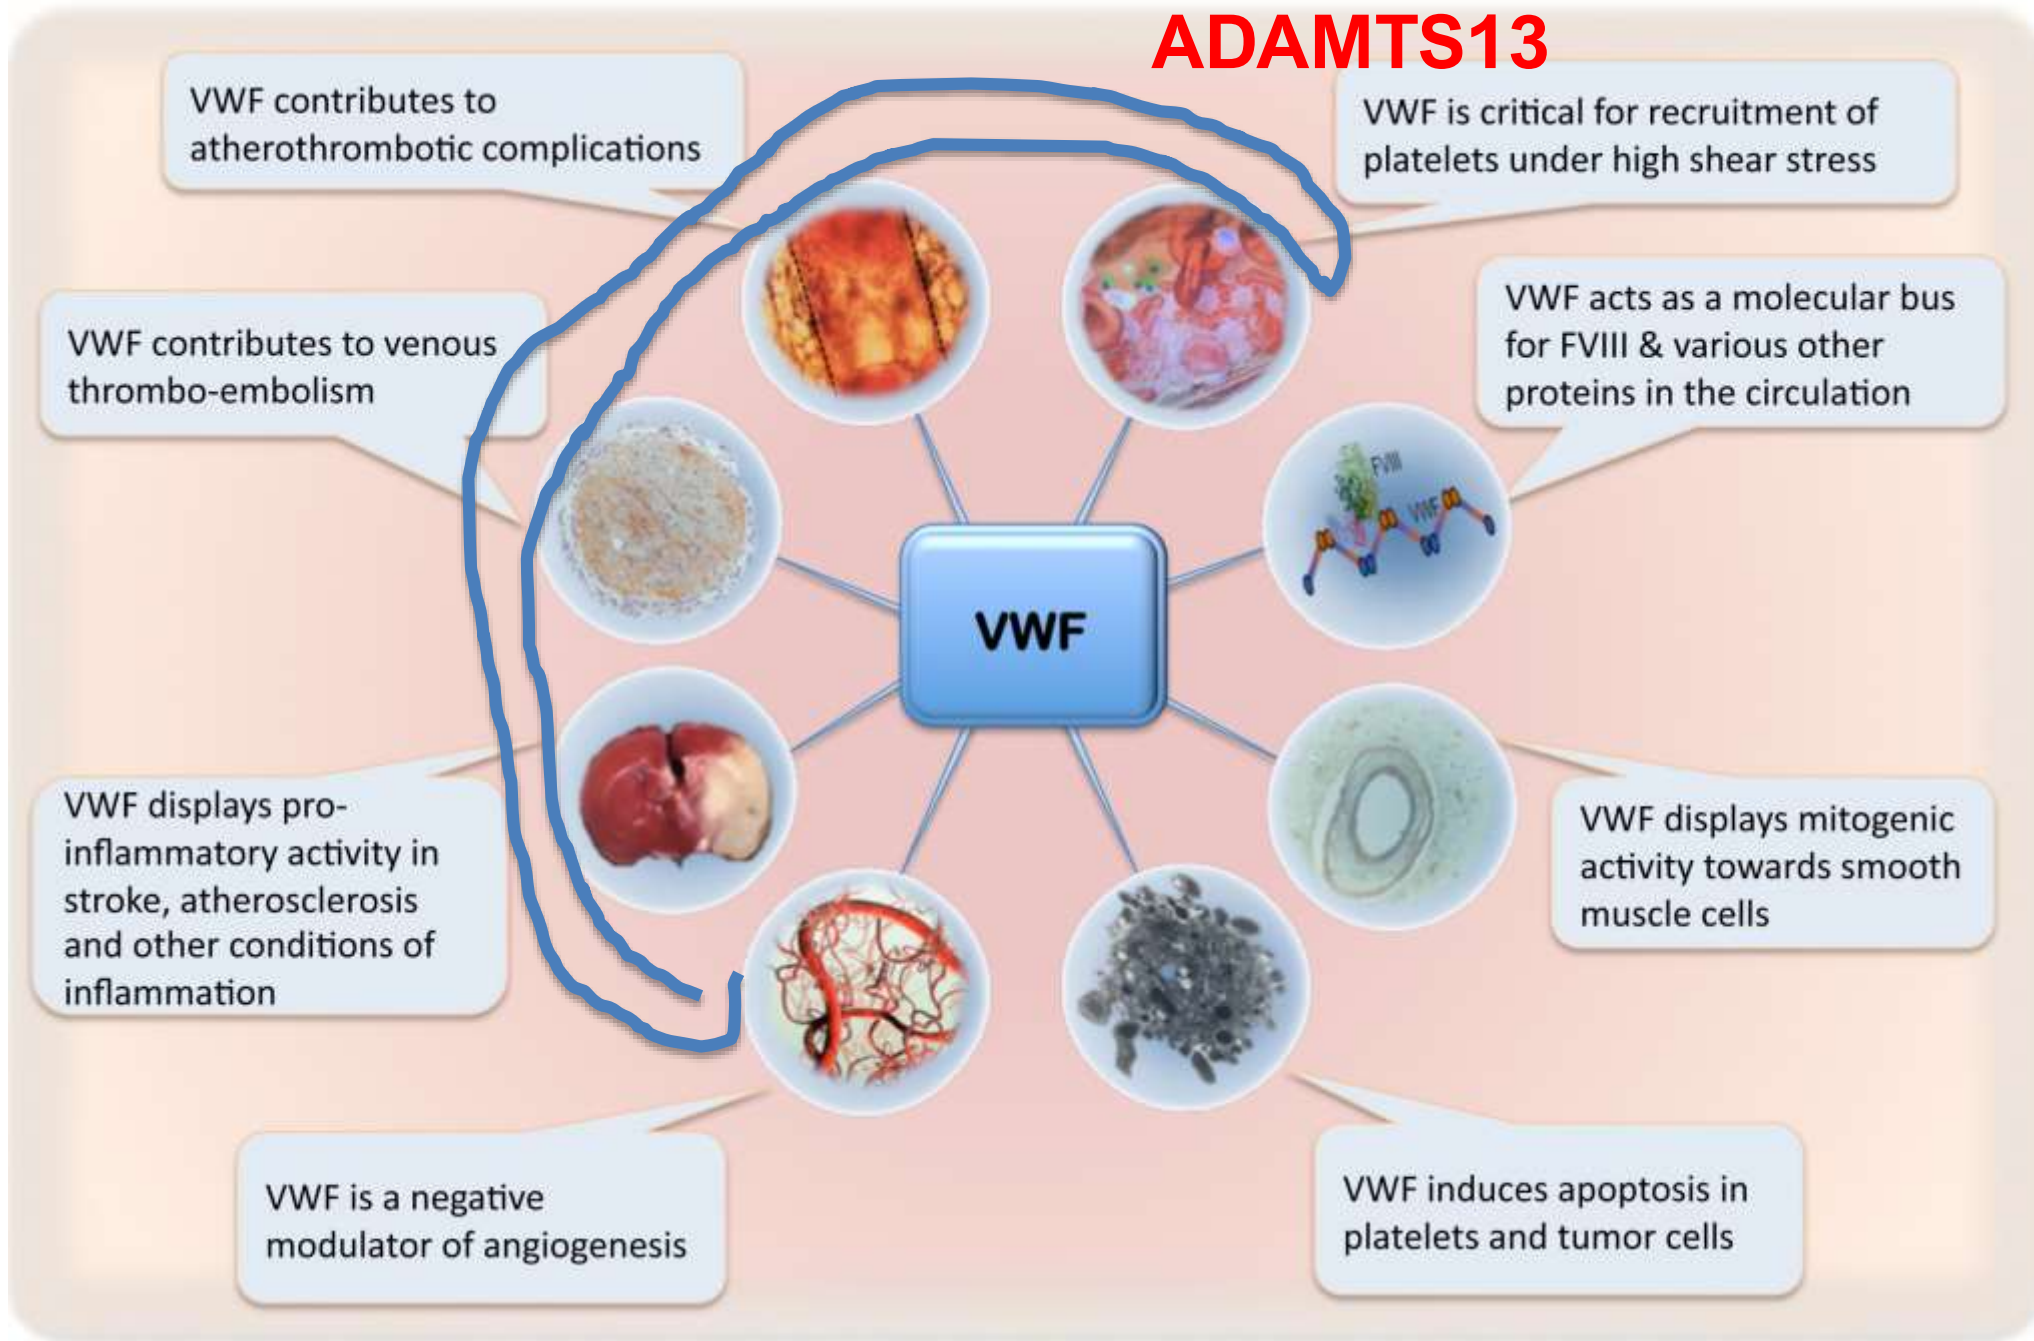 ADAMTS13
VWF contributes to
atherothrombotic complications
VWF is critical for recruitment of
platelets under high shear stress
VWF contributes to venous
thrombo-embolism
VWF acts as a molecular bus
for FVIII & various other
proteins in the circulation
FVIII
VWF
VWF
VWF displays pro-
inflammatory activity in
stroke, atherosclerosis
and other conditions of
inflammation
VWF displays mitogenic
activity towards smooth
muscle cells
VWF is a negative
modulator of angiogenesis
VWF induces apoptosis in
platelets and tumor cells